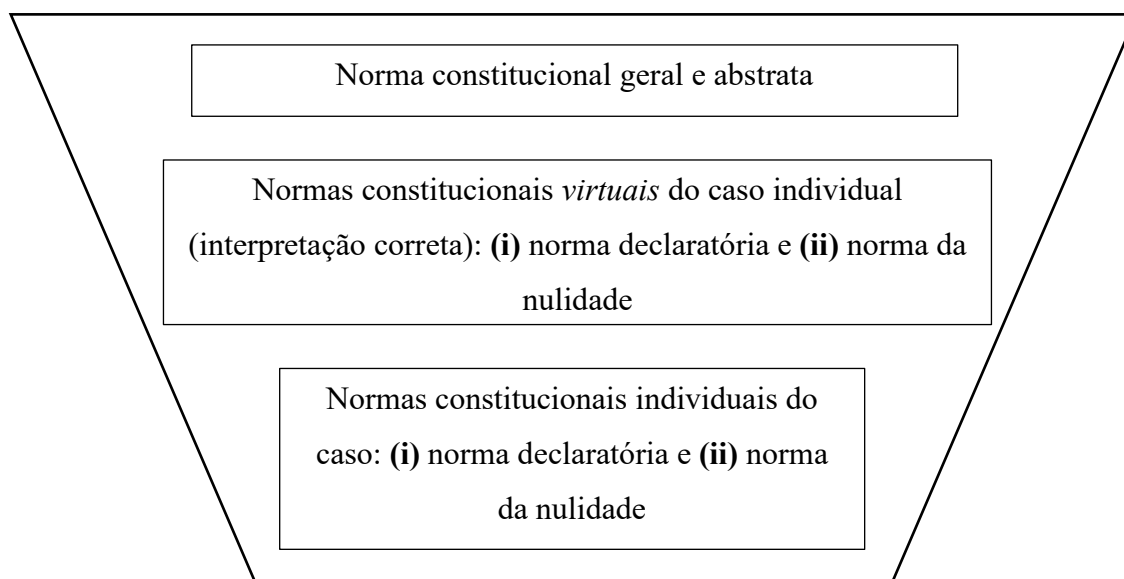 Norma constitucional geral e abstrata
Normas constitucionais virtuais do caso individual
(interpretação correta): (i) norma declaratória e (ii) norma da
nulidade
Normas constitucionais individuais do
caso: (i) norma declaratória e (ii) norma
da nulidade